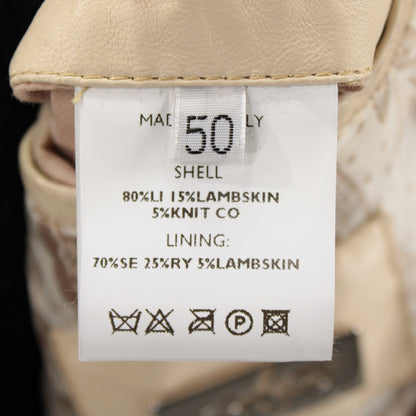 MAD
LY
50
SHELL
80%LI 15%LAMBSKIN
5%KNIT CO
LINING:
70%SE 25%RY 5%LAMBSKIN
P